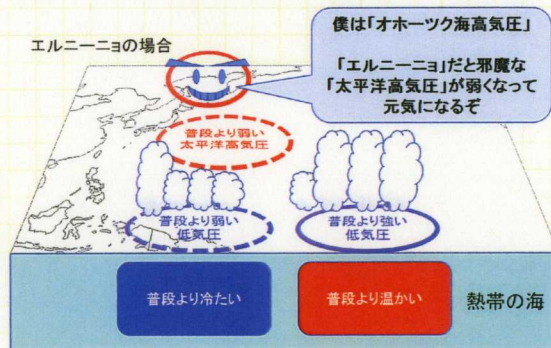 エルニーニョの場合
僕は「オホーツク海高気圧」
「エルニーニョ」だと邪魔な
「太平洋高気圧」が弱くなって
元気になるぞ
普段より弱い
太平洋高気圧
普段より弱い
低気圧
普段より強い
低気圧
普段より冷たい
普段より温かい
熱帯の海